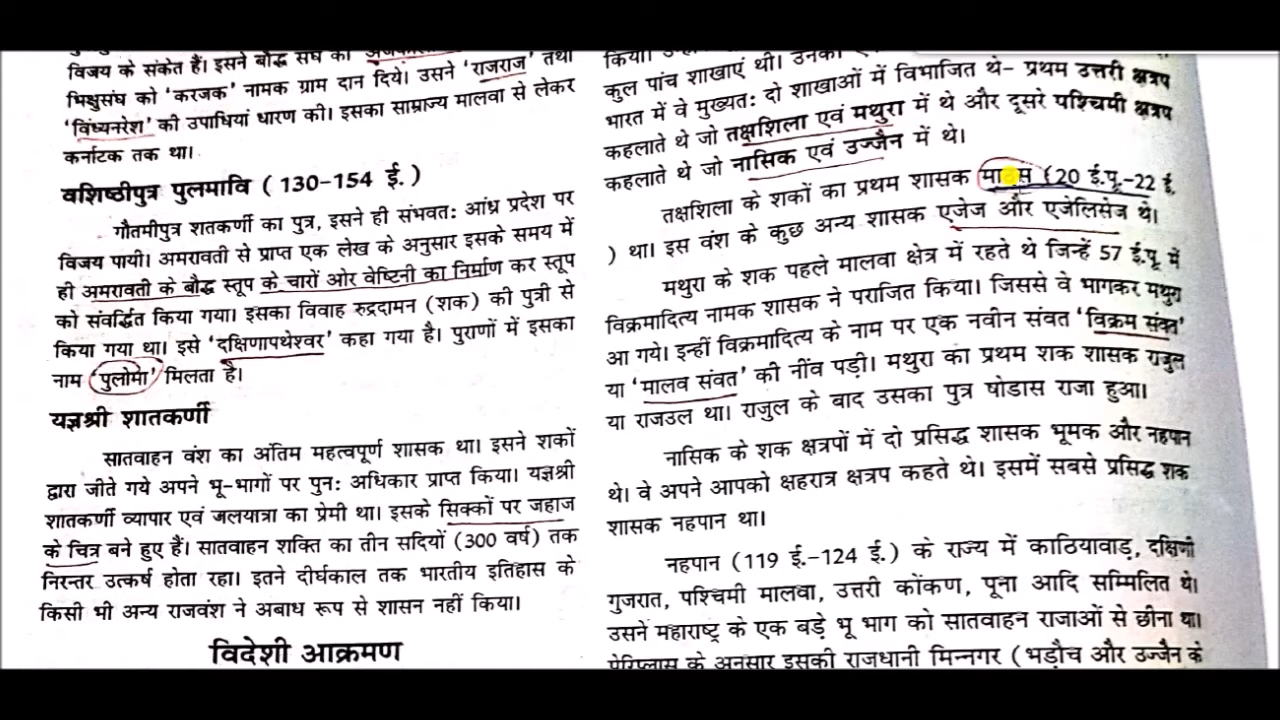 विजय के संकेत हैं। इसने बौद्ध संघ को
भिक्षुसंघ को 'करजक' नामक ग्राम दान दिये। उसने 'राजराज' तथा
'विंध्यनरेश' की उपाधियां धारण की। इसका साम्राज्य मालवा से लेकर
कर्नाटक तक था।
वशिष्ठीपुत्र पुलमावि (130-154 ई.)
गौतमीपुत्र शतकर्णी का पुत्र, इसने ही संभवतः आंध्र प्रदेश पर
विजय पायी। अमरावती से प्राप्त एक लेख के अनुसार इसके समय में
ही अमरावती के बौद्ध स्तूप के चारों ओर वेष्टिनी का निर्माण कर स्तूप
को संवर्द्धित किया गया। इसका विवाह रुद्रदामन (शक) की पुत्री से
किया गया था। इसे 'दक्षिणापथेश्वर' कहा गया है। पुराणों में इसका
नाम 'पुलोमा' मिलता है।
यज्ञश्री शातकर्णी
सातवाहन वंश का अंतिम महत्वपूर्ण शासक था। इसने शकों
द्वारा जीते गये अपने भू-भागों पर पुन: अधिकार प्राप्त किया। यज्ञश्री
शातकर्णी व्यापार एवं जलयात्रा का प्रेमी था। इसके सिक्कों पर जहाज
के चित्र बने हुए हैं। सातवाहन शक्ति का तीन सदियों (300 वर्ष) तक
निरन्तर उत्कर्ष होता रहा। इतने दीर्घकाल तक भारतीय इतिहास के
किसी भी अन्य राजवंश ने अबाध रूप से शासन नहीं किया।
विदेशी आक्रमण
कुल पांच शाखाएं थी। उनकी
भारत में वे मुख्यत: दो शाखाओं में विभाजित थे- प्रथम उत्तरी क्षत्रप
कहलाते थे जो तक्षशिला एवं मथुरा में थे और दूसरे पश्चिमी क्षत्रप
कहलाते थे जो नासिक एवं उज्जैन में थे।
तक्षशिला के शकों का प्रथम शासक (20 ई.पू.-22 ई.
) था। इस वंश के कुछ अन्य शासक एजेज और एजेलिसेज थे।
मथुरा के शक पहले मालवा क्षेत्र में रहते थे जिन्हें 57 ई.पू. में
विक्रमादित्य नामक शासक ने पराजित किया। जिससे वे भागकर मथुरा
आ गये। इन्हीं विक्रमादित्य के नाम पर एक नवीन संवत 'विक्रम संवत'
या 'मालव संवत' की नींव पड़ी। मथुरा का प्रथम शक शासक राजुल
या राजउल था। राजुल के बाद उसका पुत्र षोडास राजा हुआ।
नासिक के शक क्षत्रपों में दो प्रसिद्ध शासक भूमक और नहपान
थे। वे अपने आपको क्षहरात्र क्षत्रप कहते थे। इसमें सबसे प्रसिद्ध शक
शासक नहपान था।
नहपान (119 ई.-124 ई.) के राज्य में काठियावाड़, दक्षिणी
गुजरात, पश्चिमी मालवा, उत्तरी कोंकण, पूना आदि सम्मिलित थे।
उसने महाराष्ट्र के एक बड़े भू भाग को सातवाहन राजाओं से छीना था।
पेरिप्लास के अनुसार इसकी राजधानी मिन्नगर (भड़ौच और उज्जैन के